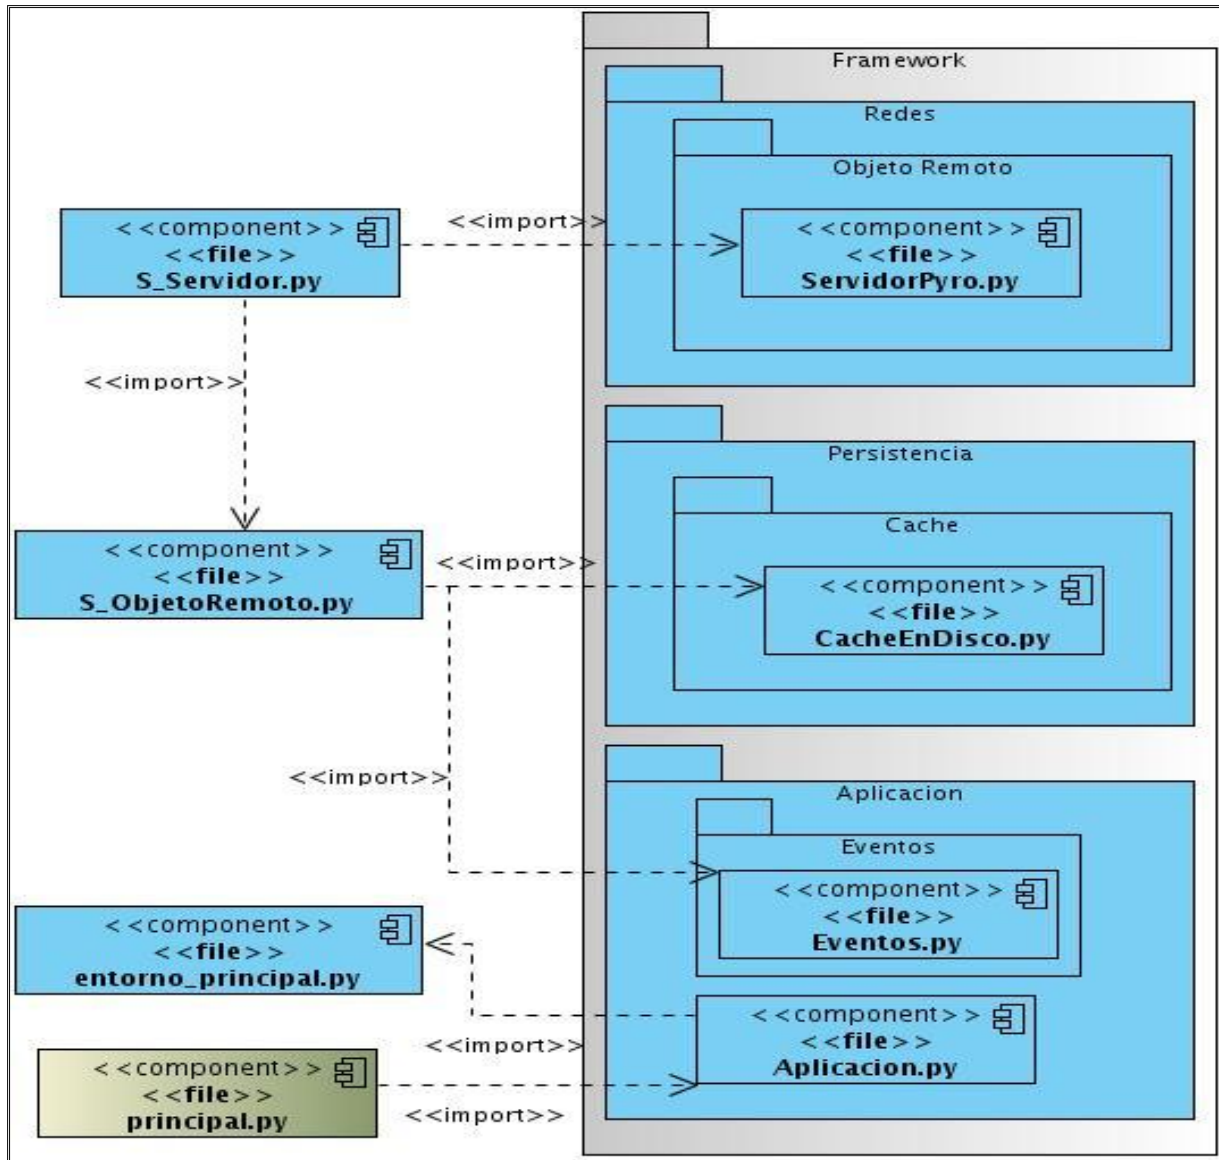 Framework
Redes
Objeto Remoto
<<component>>
<<file>>
S_Servidor.py
<<import>>
<<component>>
<<file>>
ServidorPyro.py
<<import>>
Persistencia
Cache
<<component>>
<<file>>
S_ObjetoRemoto.py
<<import>>
<<component>>
<<file>>
CacheEnDisco.py
<<import>>
Aplicacion
Eventos
<<component>>
<<file>>
Eventos.py
<<component>>
<<file>>
entorno_principal.py
<<import>>
<<component>>
<<file>>
Aplicacion.py
<<component>>
<<file>>
principal.py
<<import>>